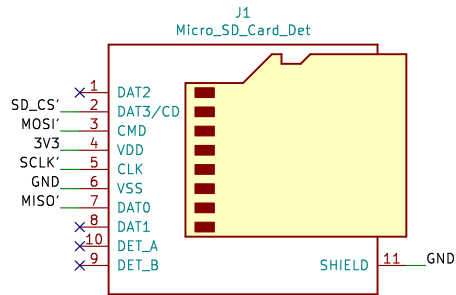 J1
Micro_SD_Card_Det
1 DAT2
SD_CS' 2 DAT3/CD
MOSI' 3 CMD
3V3 4 VDD
SCLK' 5 CLK
GND 6 VSS
MISO' 7 DAT0
8 DAT1
10 DET_A
9 DET_B
SHIELD 11 GND